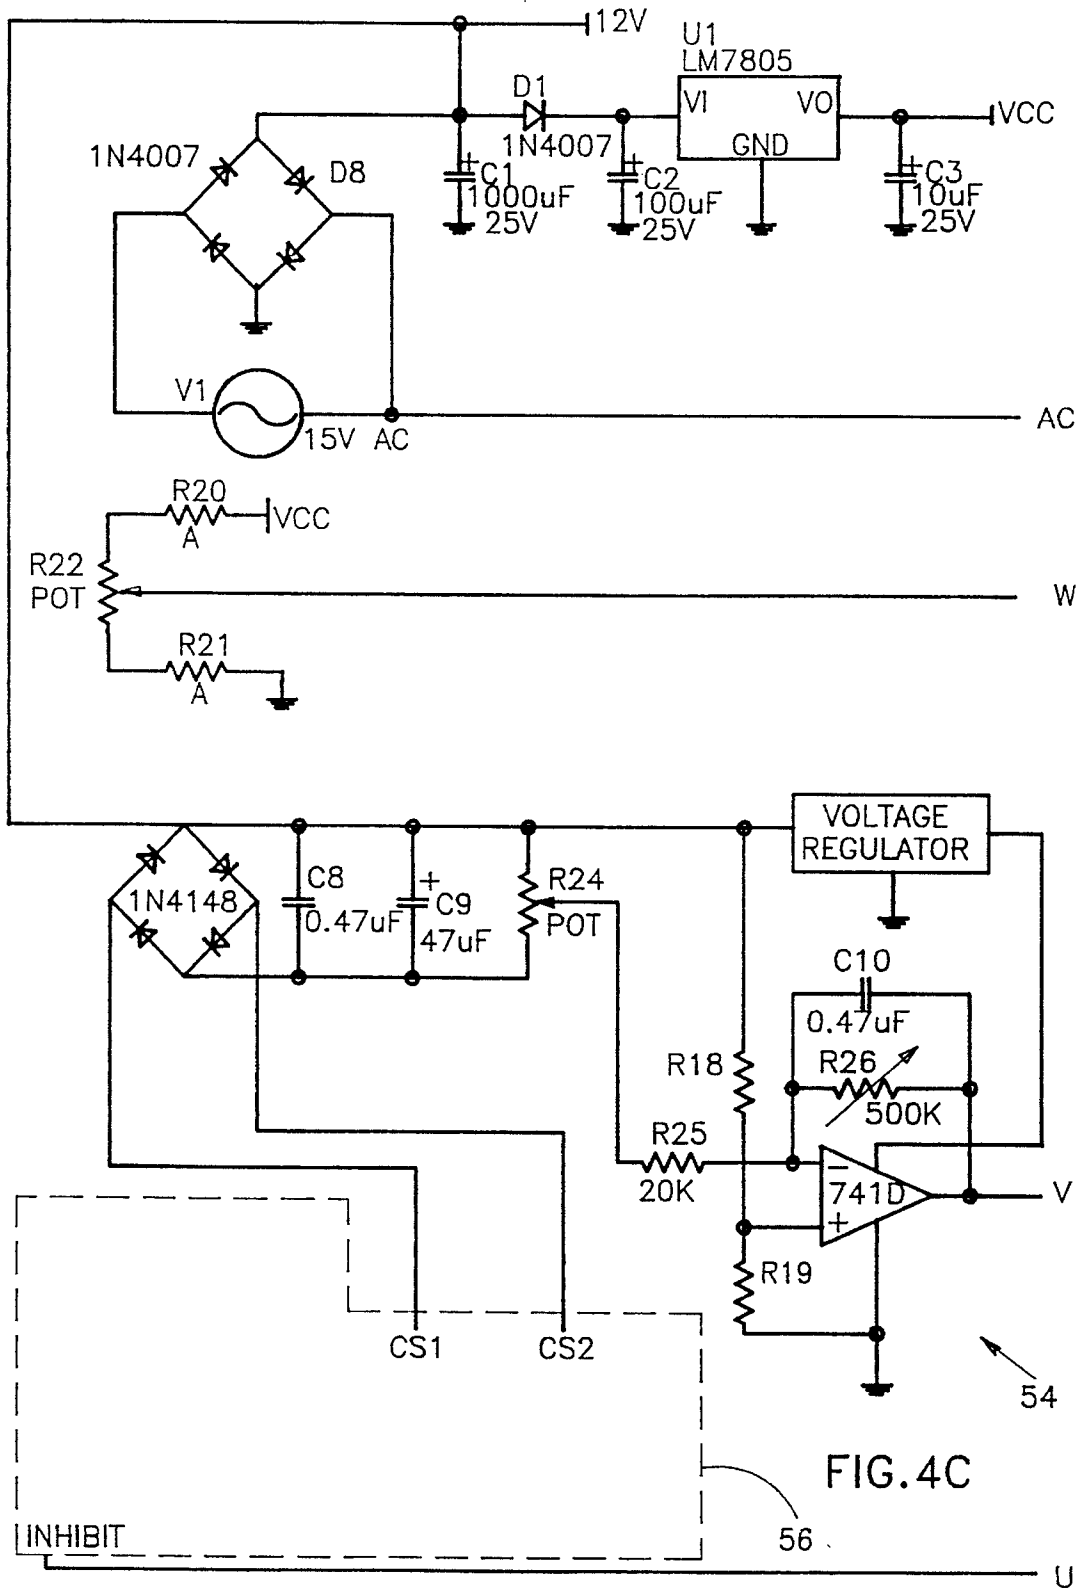 12V
U1
LM7805
VI
VO
GND
VCC
D1
1N4007
1N4007
D8
+
C1
1000uF
25V
+
C2
100uF
25V
+
C3
10uF
25V
V1
15V
AC
AC
R20
A
VCC
R22
POT
W
R21
A
VOLTAGE
REGULATOR
1N4148
C8
0.47uF
+
C9
47uF
R24
POT
C10
0.47uF
R18
R26
500K
R25
20K
−
741D
+
V
R19
CS1
CS2
54
FIG.4C
56
INHIBIT
U